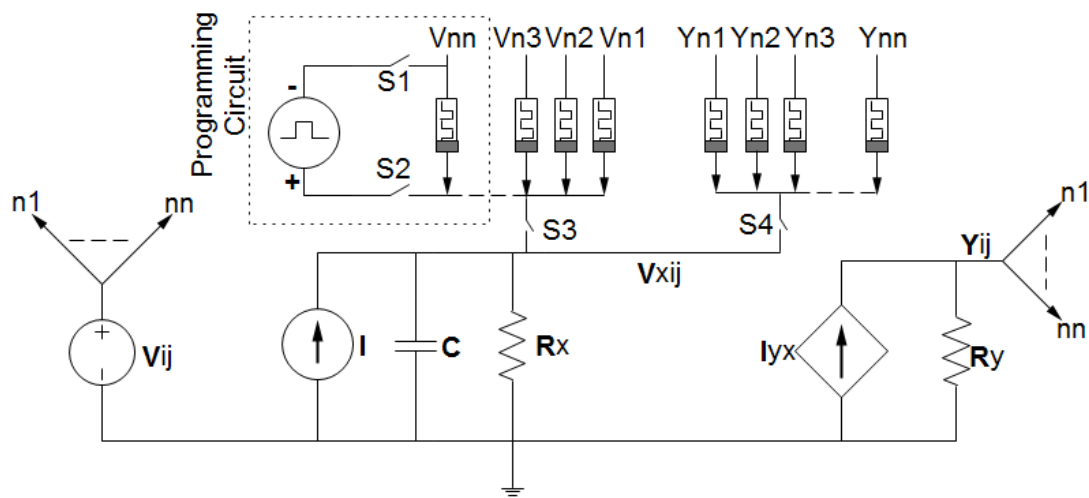 Programming
Circuit
Vnn Vn3 Vn2 Vn1 Yn1 Yn2 Yn3 Ynn
S1
-
+
S2
S3
S4
n1 nn
Vxij
Yij
n1
nn
+
-
Vij
I
C
Rx
Iyx
Ry